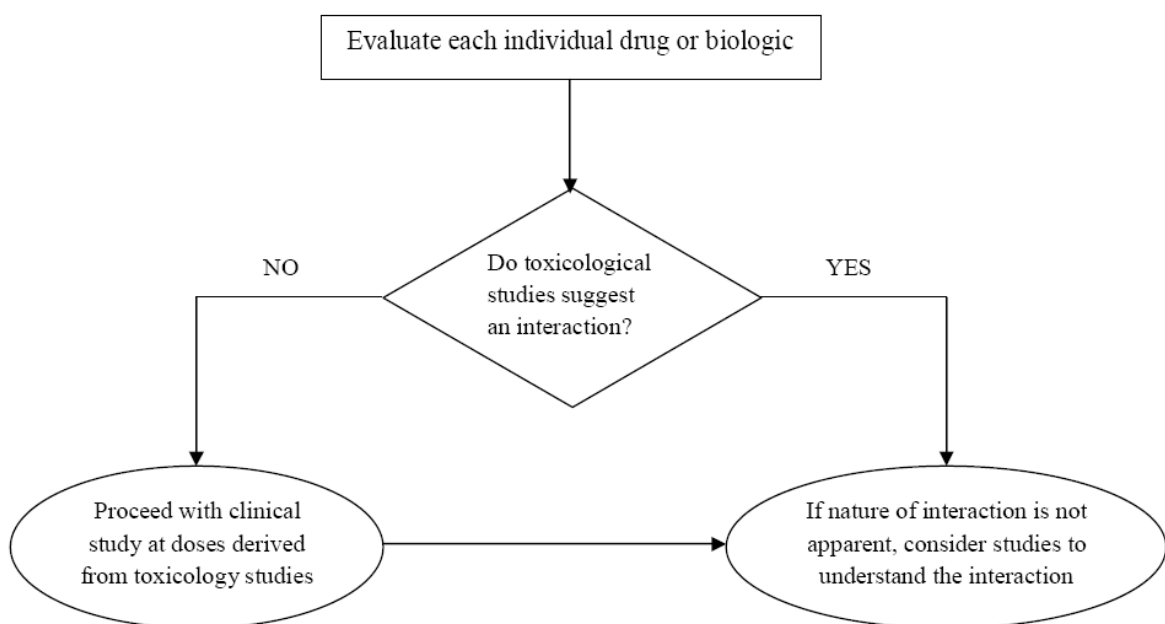 Evaluate each individual drug or biologic
NO
Do toxicological
studies suggest
an interaction?
YES
Proceed with clinical
study at doses derived
from toxicology studies
If nature of interaction is not
apparent, consider studies to
understand the interaction